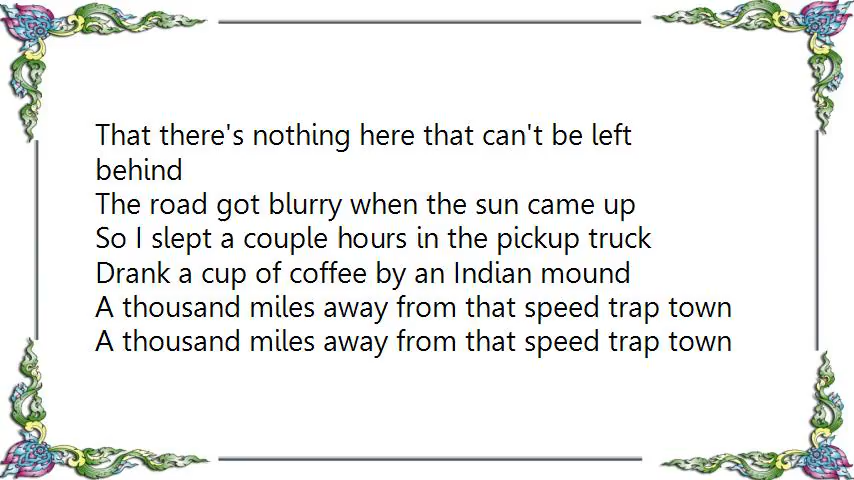 That there's nothing here that can't be left
behind
The road got blurry when the sun came up
So I slept a couple hours in the pickup truck
Drank a cup of coffee by an Indian mound
A thousand miles away from that speed trap town
A thousand miles away from that speed trap town